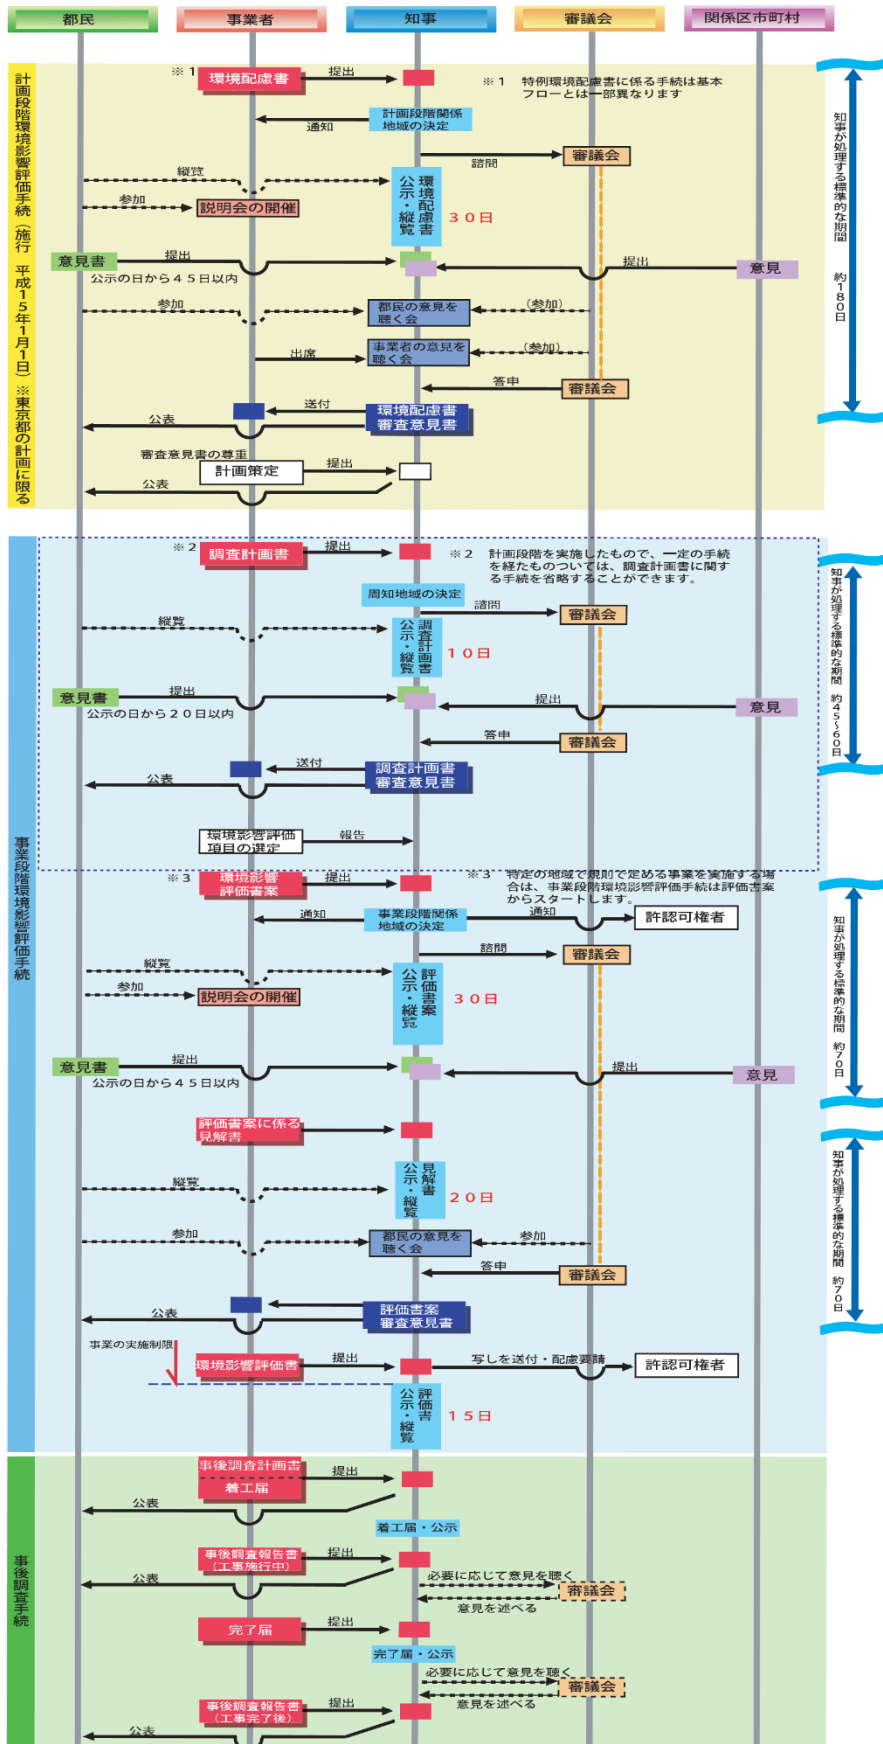 都民
事業者
知事
審議会
関係区市町村
計画段階環境影響評価手続（施行　平成15年1月1日）※東京都の計画に限る
※1
環境配慮書
提出
※1　特例環境配慮書に係る手続は基本
フローとは一部異なります
通知
計画段階関係
地域の決定
諮問
審議会
縦覧
環境配慮書
公示・縦覧
30日
参加
説明会の開催
意見書
提出
公示の日から45日以内
提出
意見
参加
都民の意見を
聴く会
（参加）
出席
事業者の意見を
聴く会
（参加）
答申
審議会
送付
環境配慮書
審査意見書
公表
審査意見書の尊重
計画策定
提出
公表
知事が処理する標準的な期間　約180日
事業段階環境影響評価手続
※2
調査計画書
提出
※2　計画段階を実施したもので、一定の手続
を経たものついては、調査計画書に関す
る手続を省略することができます。
周知地域の決定
諮問
審議会
縦覧
調査計画書
公示・縦覧
10日
意見書
提出
公示の日から20日以内
提出
意見
答申
審議会
送付
調査計画書
審査意見書
公表
環境影響評価
項目の選定
報告
知事が処理する標準的な期間　約45～60日
※3
環境影響
評価書案
提出
※3　特定の地域で規則で定める事業を実施する場
合は、事業段階環境影響評価手続は評価書案
からスタートします。
通知
事業段階関係
地域の決定
通知
許認可権者
諮問
審議会
縦覧
評価書案
公示・縦覧
30日
参加
説明会の開催
意見書
提出
公示の日から45日以内
提出
意見
知事が処理する標準的な期間　約70日
評価書案に係る
見解書
縦覧
見解書
公示・縦覧
20日
参加
都民の意見を
聴く会
参加
答申
審議会
評価書案
審査意見書
公表
知事が処理する標準的な期間　約70日
事業の実施制限
環境影響評価書
提出
写しを送付・配慮要請
許認可権者
評価書
公示・縦覧
15日
事後調査手続
事後調査計画書
着工届
提出
公表
着工届・公示
事後調査報告書
（工事施行中）
提出
公表
必要に応じて意見を聴く
審議会
意見を述べる
完了届
提出
完了届・公示
必要に応じて意見を聴く
審議会
意見を述べる
事後調査報告書
（工事完了後）
提出
公表